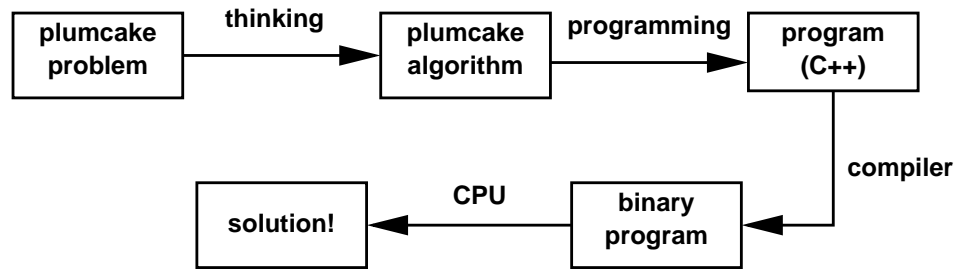 plumcake
problem
thinking
plumcake
algorithm
programming
program
(C++)
compiler
binary
program
CPU
solution!